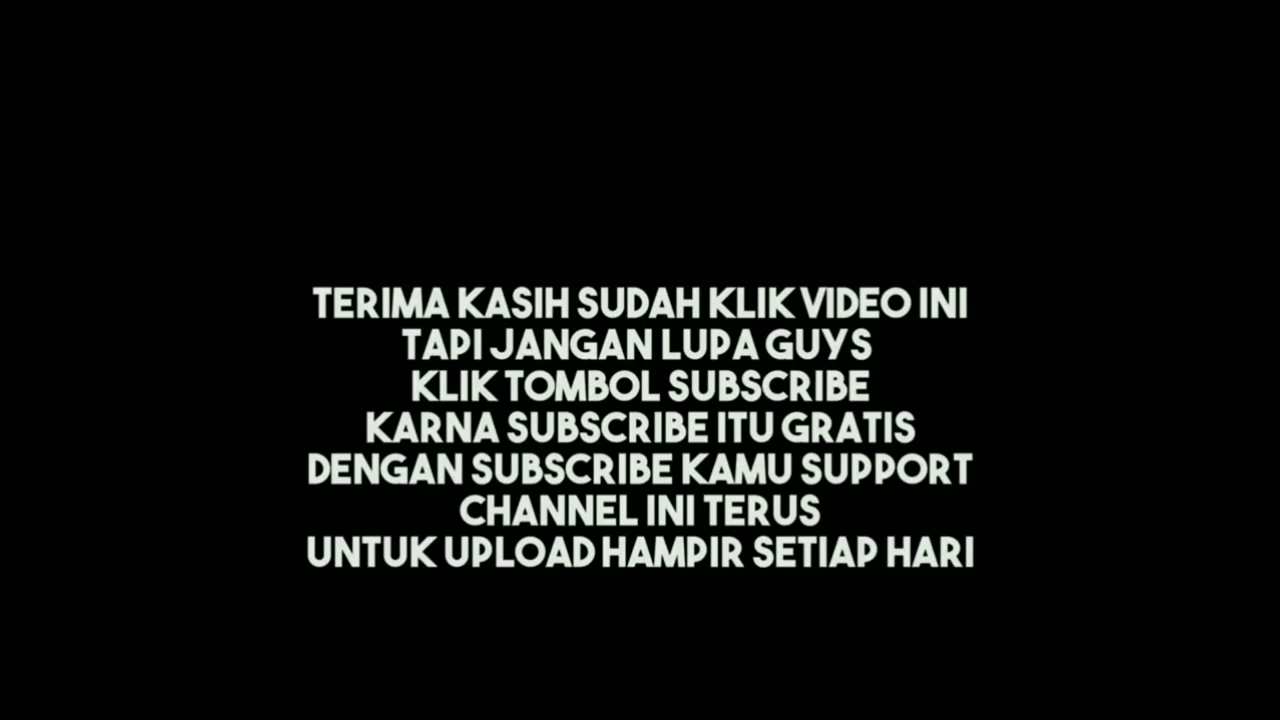 TERIMA KASIH SUDAH KLIK VIDEO INI
TAPI JANGAN LUPA GUYS
KLIK TOMBOL SUBSCRIBE
KARNA SUBSCRIBE ITU GRATIS
DENGAN SUBSCRIBE KAMU SUPPORT
CHANNEL INI TERUS
UNTUK UPLOAD HAMPIR SETIAP HARI